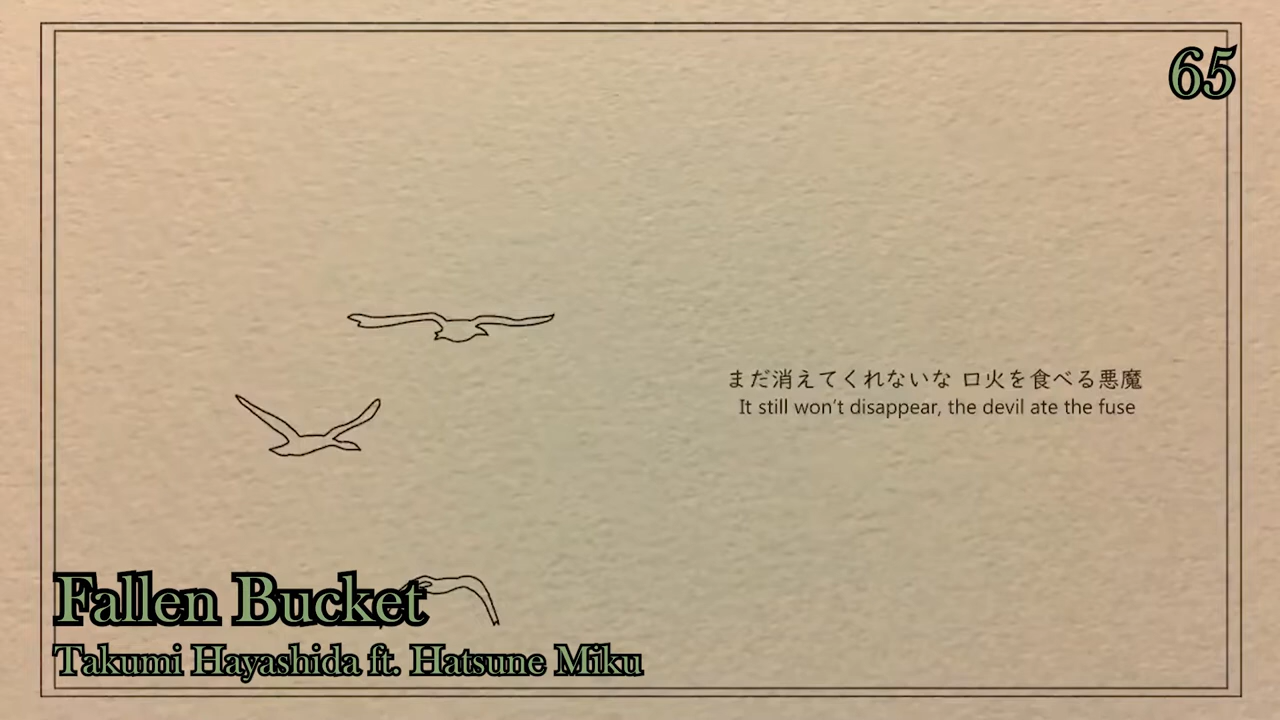 65
まだ消えてくれないな 口火を食べる悪魔
It still won't disappear, the devil ate the fuse
Fallen Bucket
Takumi Hayashida ft. Hatsune Miku